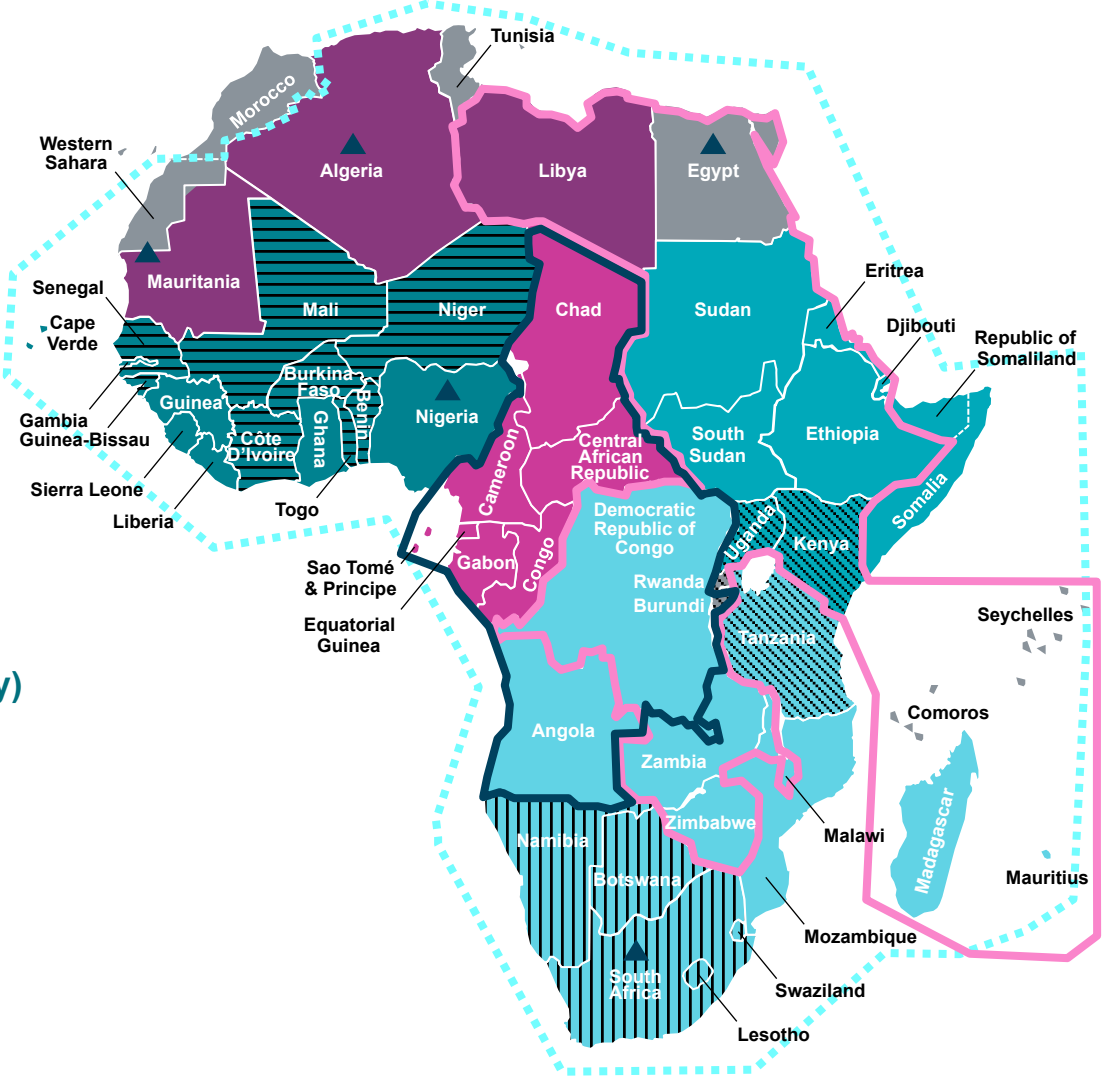 Tunisia
Morocco
Western
Sahara
Algeria
Libya
Egypt
Mauritania
Senegal
Cape
Verde
Mali
Niger
Chad
Sudan
Eritrea
Djibouti
Republic of
Somaliland
Gambia
Guinea-Bissau
Guinea
Burkina
Faso
Benin
Nigeria
Côte
D'Ivoire
Ghana
Sierra Leone
Liberia
Togo
Cameroon
Central
African
Republic
South
Sudan
Ethiopia
Somalia
Democratic
Republic of
Congo
Uganda
Kenya
Sao Tomé
& Principe
Equatorial
Guinea
Gabon
Congo
Rwanda
Burundi
Tanzania
Seychelles
Comoros
y)
Angola
Zambia
Malawi
Zimbabwe
Namibia
Botswana
Madagascar
Mauritius
Mozambique
South
Africa
Swaziland
Lesotho